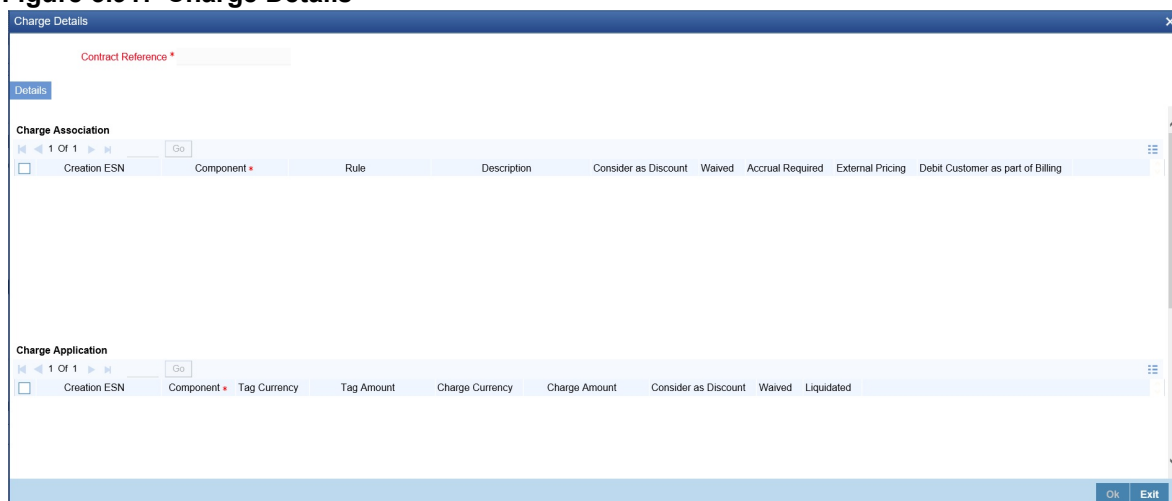 Charge Details
Contract Reference *
Details
Charge Association
1 Of 1 Go
Creation ESN Component * Rule Description Consider as Discount Waived Accrual Required External Pricing Debit Customer as part of Billing
Charge Application
1 Of 1 Go
Creation ESN Component * Tag Currency Tag Amount Charge Currency Charge Amount Consider as Discount Waived Liquidated
Ok Exit